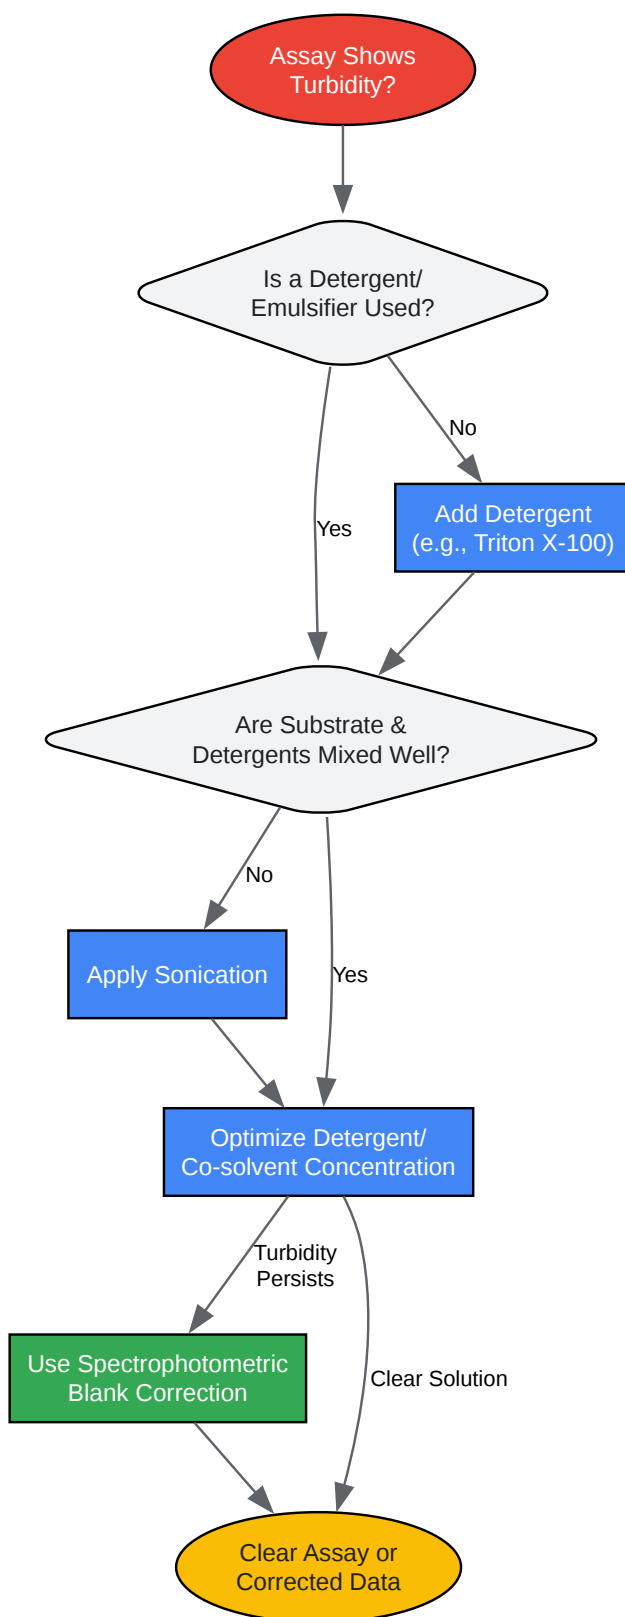 Assay Shows
Turbidity?
Is a Detergent/
Emulsifier Used?
No
Add Detergent
(e.g., Triton X-100)
Yes
Are Substrate &
Detergents Mixed Well?
No
Apply Sonication
Yes
Optimize Detergent/
Co-solvent Concentration
Turbidity
Persists
Use Spectrophotometric
Blank Correction
Clear Solution
Clear Assay or
Corrected Data